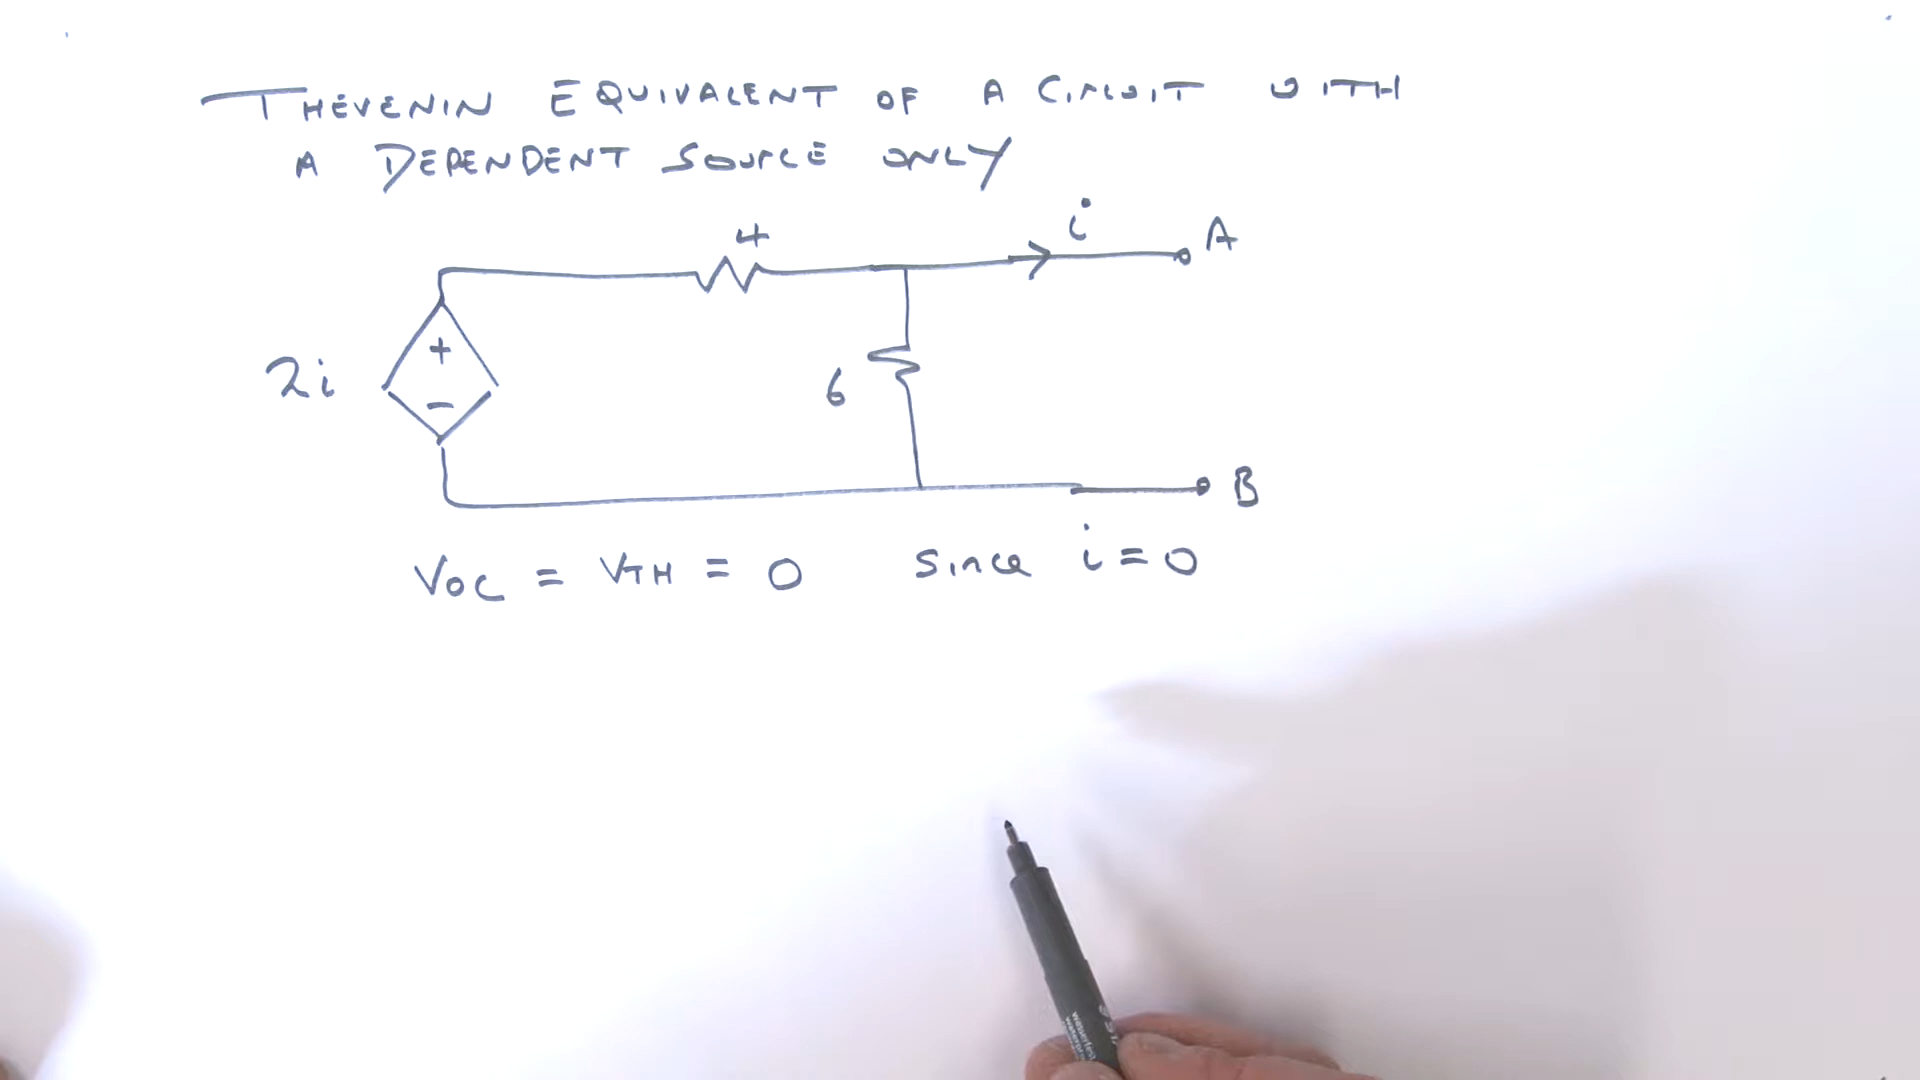 THEVENIN EQUIVALENT OF A CIRCUIT WITH
A DEPENDENT SOURCE ONLY
i
A
4
+
2i
6
-
B
VOC = VTH = 0 Since i = 0